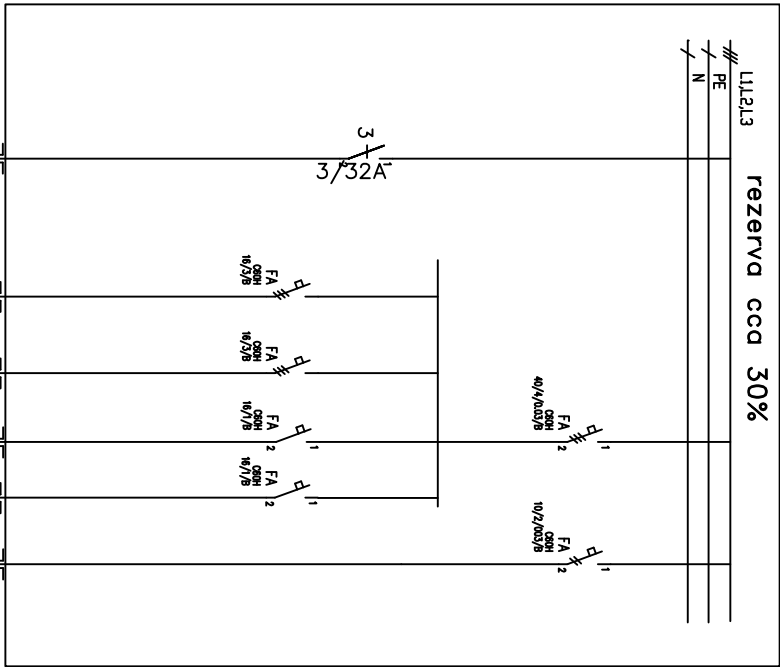 rezerva cca 30%
L1,L2,L3
PE
N
3
1
3/32A
FA
C60H
40/4/0.03/B
1
2
FA
C60H
10/2/003/B
1
2
FA
C60H
16/3/B
FA
C60H
16/3/B
FA
C60H
16/1/B
1
2
FA
C60H
16/1/B
1
2